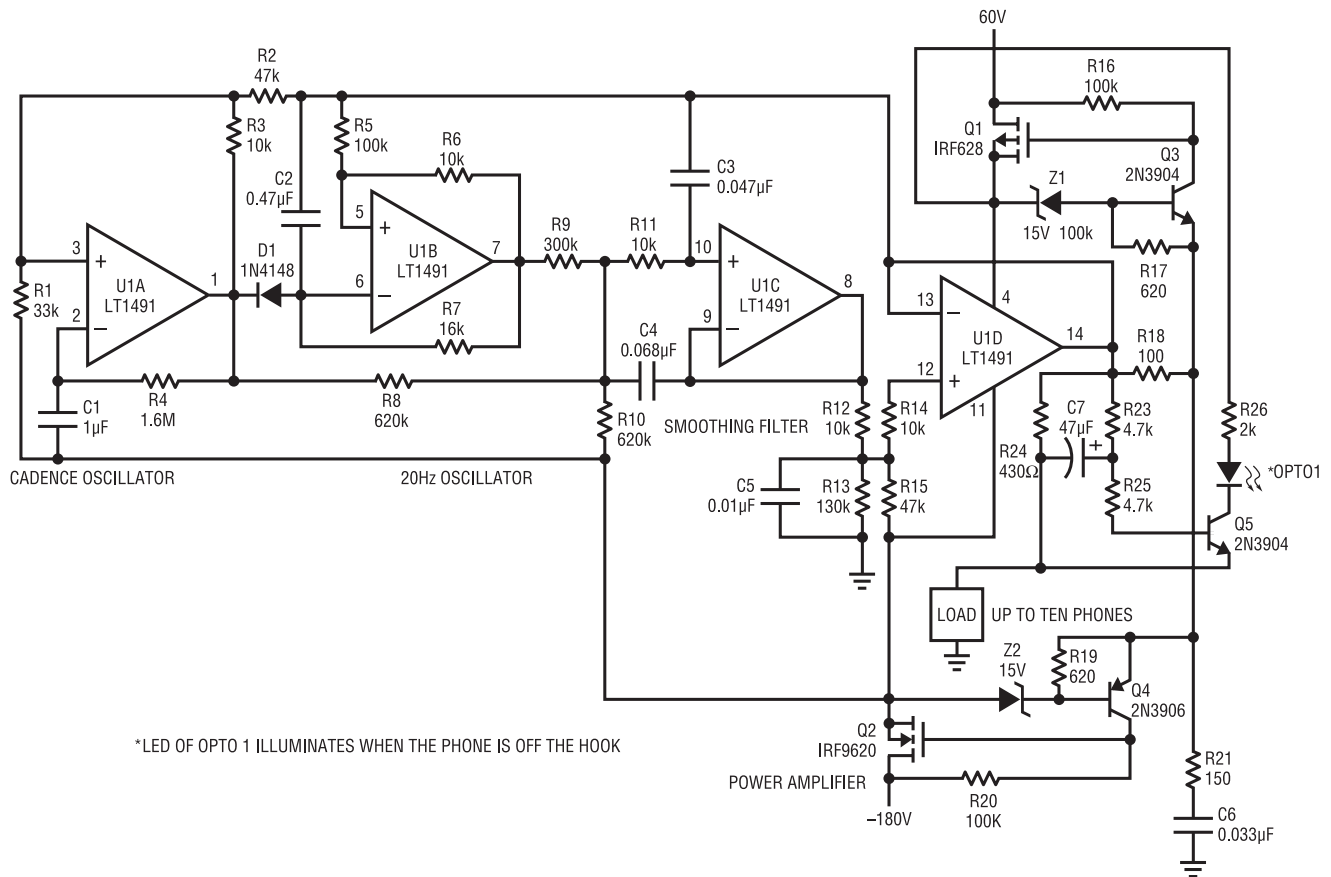 60V
R2
47k
R16
100k
R3
10k
R5
100k
R6
10k
Q1
IRF628
Q3
2N3904
C2
0.47µF
C3
0.047µF
Z1
15V 100k
5
+
U1B
LT1491
7
6
−
R9
300k
R11
10k
10
+
U1C
LT1491
8
9
−
3
+
U1A
LT1491
1
2
−
D1
1N4148
R1
33k
R7
16k
R17
620
4
13
−
U1D
LT1491
14
12
+
11
C4
0.068µF
R18
100
R4
1.6M
R8
620k
C1
1µF
R10
620k
SMOOTHING FILTER
R12
10k
R14
10k
C7
47µF
+
R23
4.7k
R26
2k
R24
430Ω
*OPTO1
CADENCE OSCILLATOR
20Hz OSCILLATOR
C5
0.01µF
R13
130k
R15
47k
R25
4.7k
Q5
2N3904
LOAD
UP TO TEN PHONES
Z2
15V
R19
620
Q4
2N3906
*LED OF OPTO 1 ILLUMINATES WHEN THE PHONE IS OFF THE HOOK
Q2
IRF9620
POWER AMPLIFIER
R20
100K
−180V
R21
150
C6
0.033µF